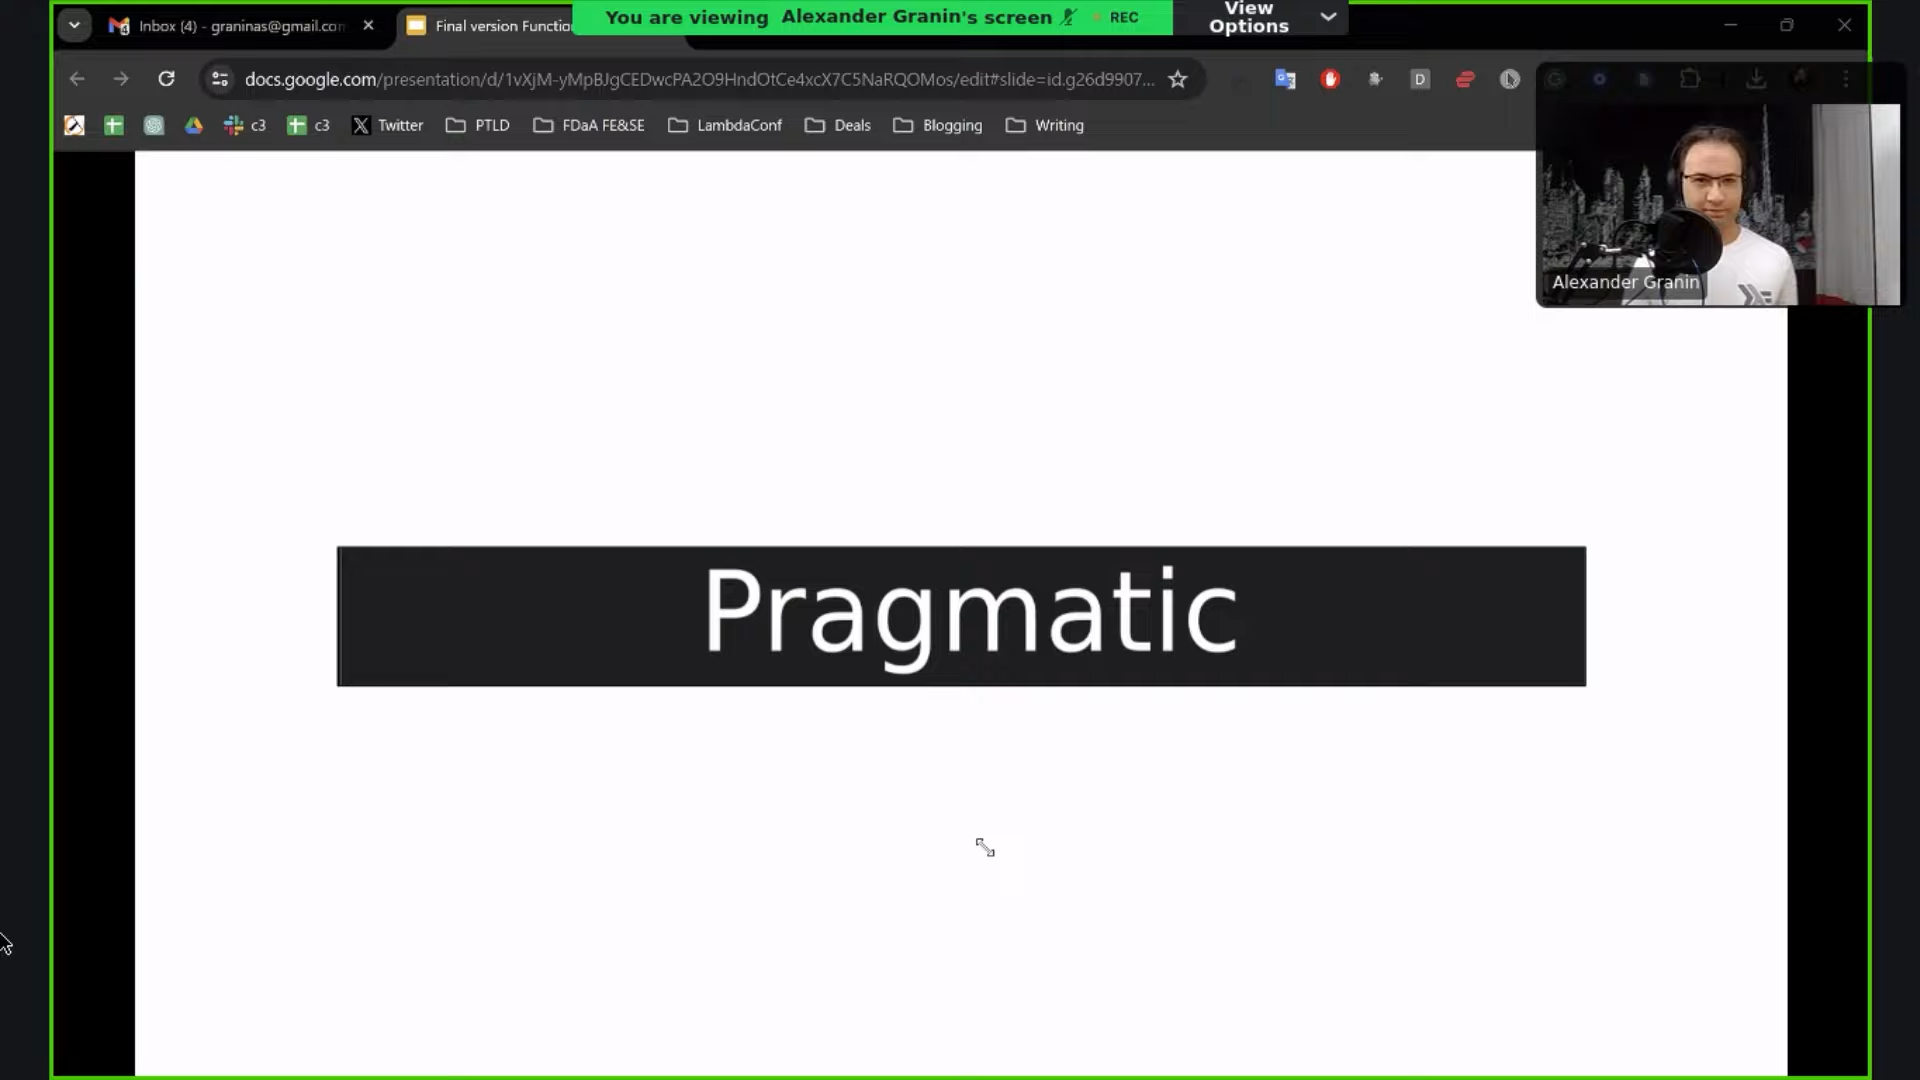 Inbox (4) - graninas@gmail.con
Final version Functio
You are viewing Alexander Granin's screen REC
View Options
docs.google.com/presentation/d/1vXjM-yMpBJgCEDwcPA2O9HndOtCe4xcX7C5NaRQOMos/edit#slide=id.g26d9907...
c3 c3 Twitter PTLD FDaA FE&SE LambdaConf Deals Blogging Writing
Alexander Granin
Pragmatic